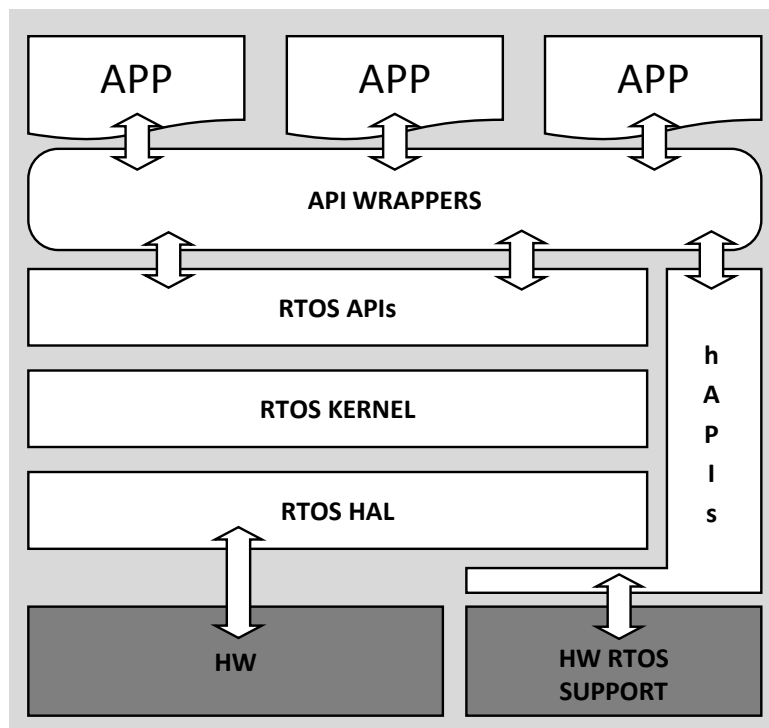 APP
APP
APP
API WRAPPERS
RTOS APIs
h
A
P
I
s
RTOS KERNEL
RTOS HAL
HW
HW RTOS
SUPPORT